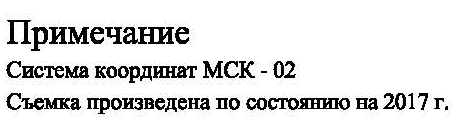 Примечание
Система координат МСК - 02
Съемка произведена по состоянию на 2017 г.